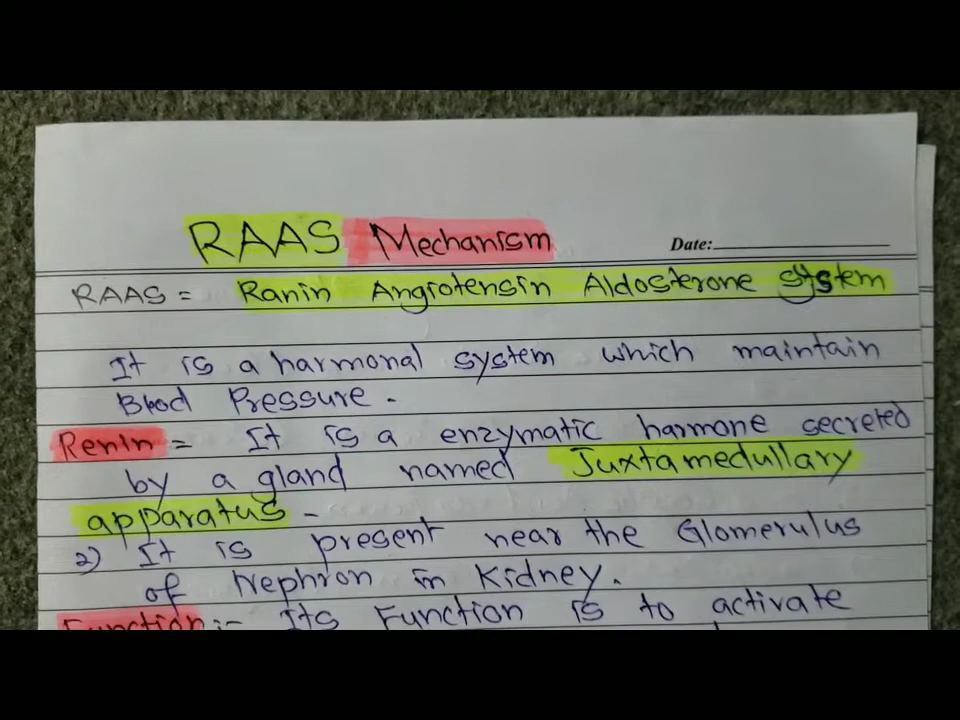 RAAS Mechanism
Date:
RAAS = Ranin Angiotensin Aldosterone system
It is a harmonal system which maintain
Blood Pressure.
Renin = It is a enzymatic harmone secreted
by a gland named Juxtamedullary
apparatus -
2) It is present near the Glomerulus
of Nephron in Kidney.
Function:- Its Function is to activate